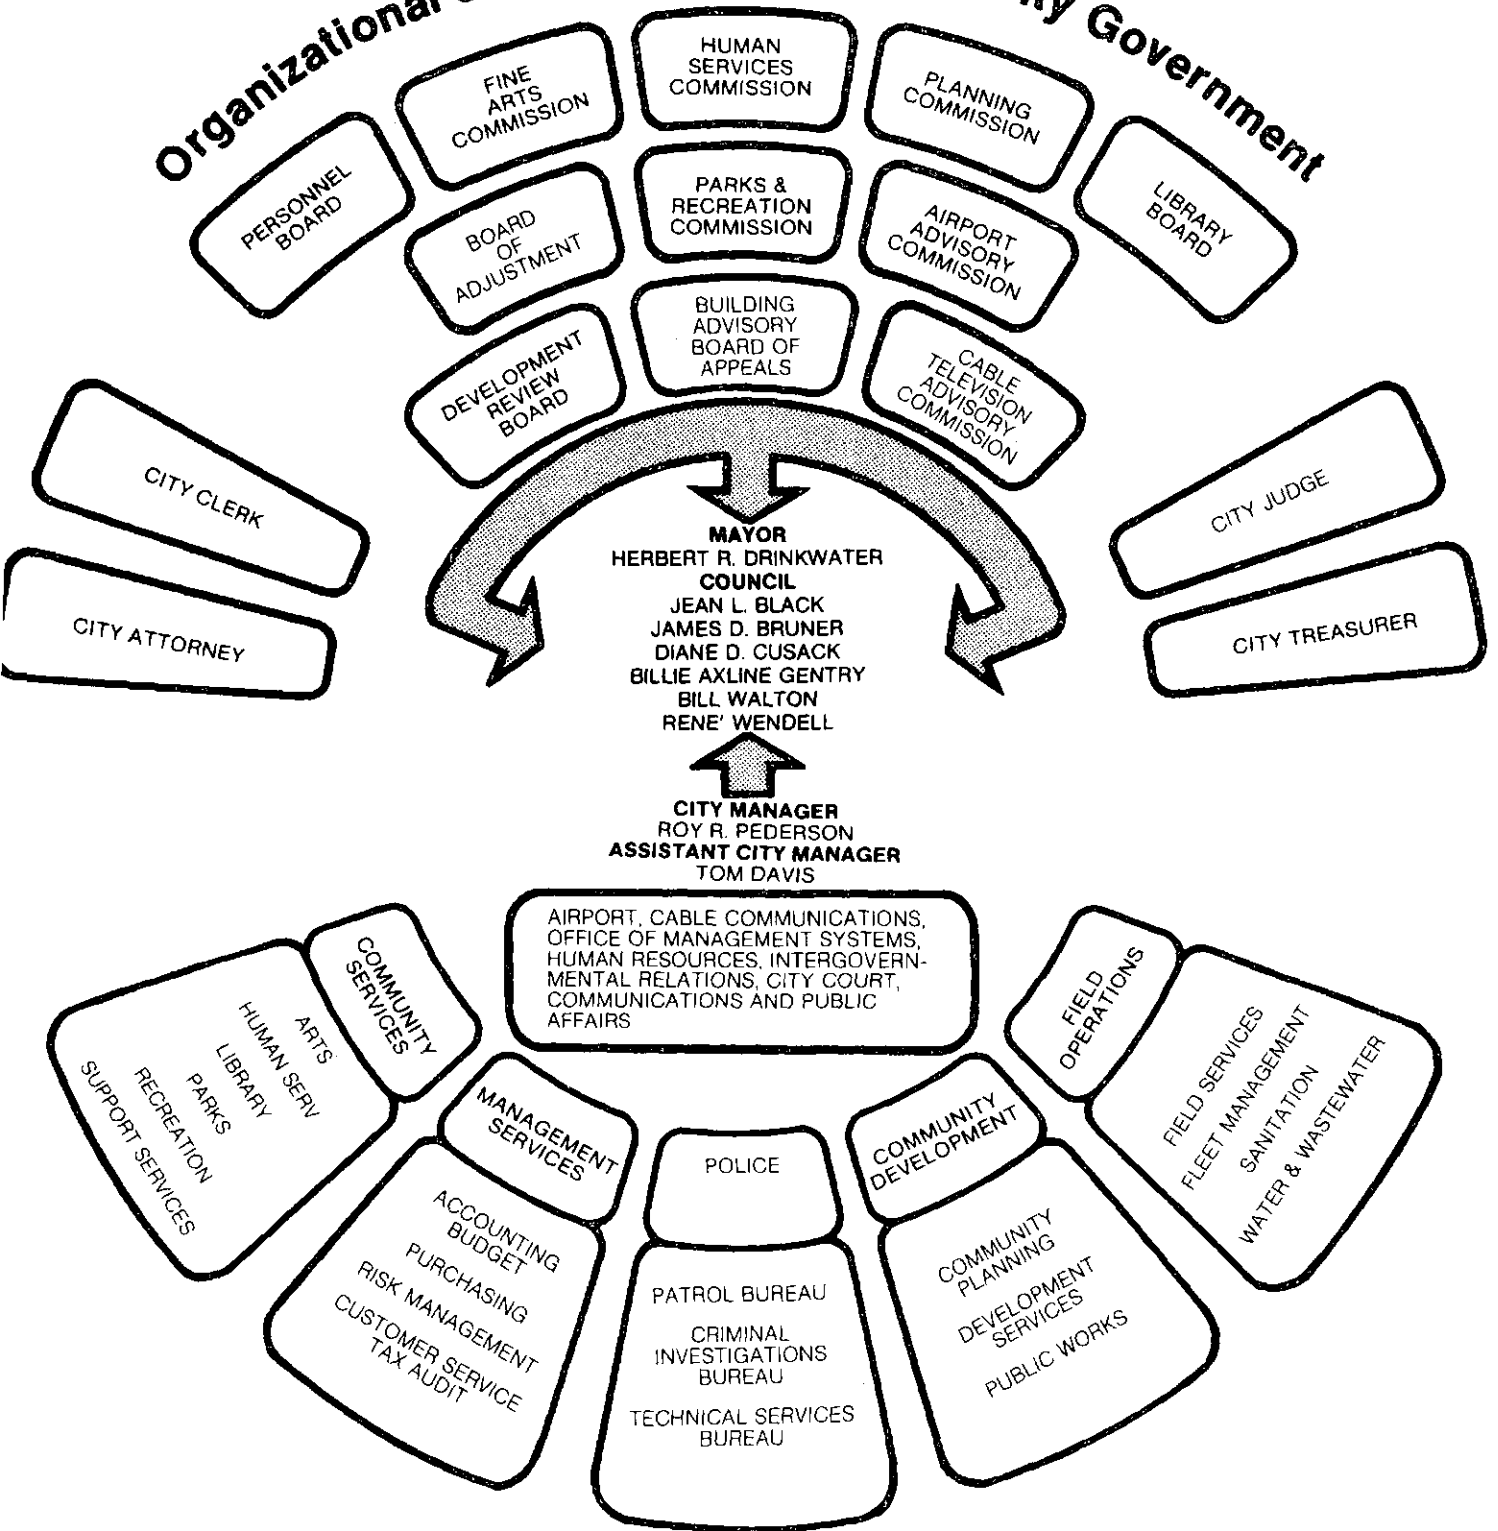 Organizational
Government
HUMAN
SERVICES
COMMISSION
FINE
ARTS
COMMISSION
PLANNING
COMMISSION
PERSONNEL
BOARD
LIBRARY
BOARD
BOARD
OF
ADJUSTMENT
PARKS &
RECREATION
COMMISSION
AIRPORT
ADVISORY
COMMISSION
DEVELOPMENT
REVIEW
BOARD
BUILDING
ADVISORY
BOARD OF
APPEALS
CABLE
TELEVISION
ADVISORY
COMMISSION
CITY CLERK
CITY JUDGE
CITY ATTORNEY
CITY TREASURER
MAYOR
HERBERT R. DRINKWATER
COUNCIL
JEAN L. BLACK
JAMES D. BRUNER
DIANE D. CUSACK
BILLIE AXLINE GENTRY
BILL WALTON
RENE' WENDELL
CITY MANAGER
ROY R. PEDERSON
ASSISTANT CITY MANAGER
TOM DAVIS
AIRPORT, CABLE COMMUNICATIONS,
OFFICE OF MANAGEMENT SYSTEMS,
HUMAN RESOURCES, INTERGOVERN-
MENTAL RELATIONS, CITY COURT,
COMMUNICATIONS AND PUBLIC
AFFAIRS
COMMUNITY
SERVICES
ARTS
HUMAN SERV
LIBRARY
PARKS
RECREATION
SUPPORT SERVICES
MANAGEMENT
SERVICES
ACCOUNTING
BUDGET
PURCHASING
RISK MANAGEMENT
CUSTOMER SERVICE
TAX AUDIT
POLICE
PATROL BUREAU
CRIMINAL
INVESTIGATIONS
BUREAU
TECHNICAL SERVICES
BUREAU
COMMUNITY
DEVELOPMENT
COMMUNITY
PLANNING
DEVELOPMENT
SERVICES
PUBLIC WORKS
FIELD
OPERATIONS
FIELD SERVICES
FLEET MANAGEMENT
SANITATION
WATER & WASTEWATER